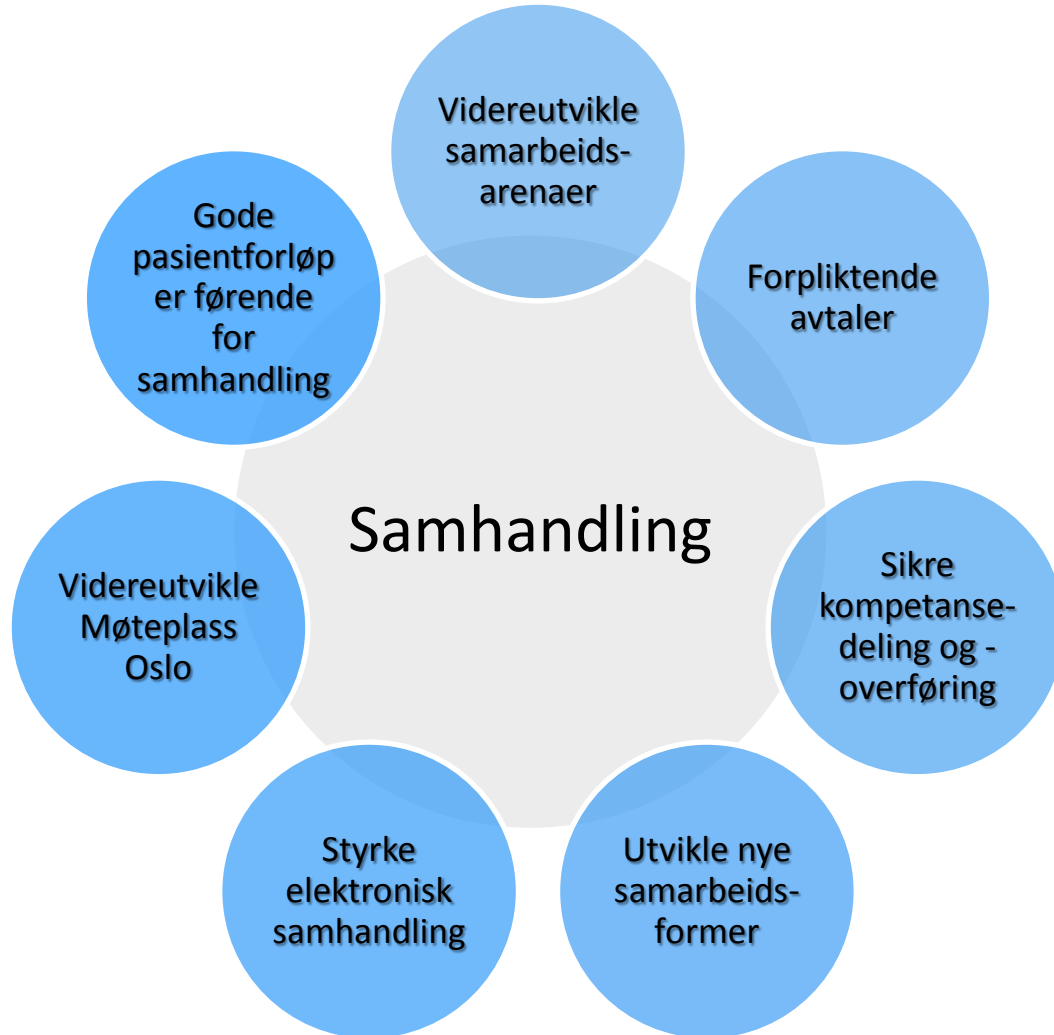 Videreutvikle
samarbeids-
arenaer
Forpliktende
avtaler
Sikre
kompetanse-
deling og -
overføring
Utvikle nye
samarbeids-
former
Styrke
elektronisk
samhandling
Videreutvikle
Møteplass
Oslo
Gode
pasientforløp
er førende
for
samhandling
Samhandling